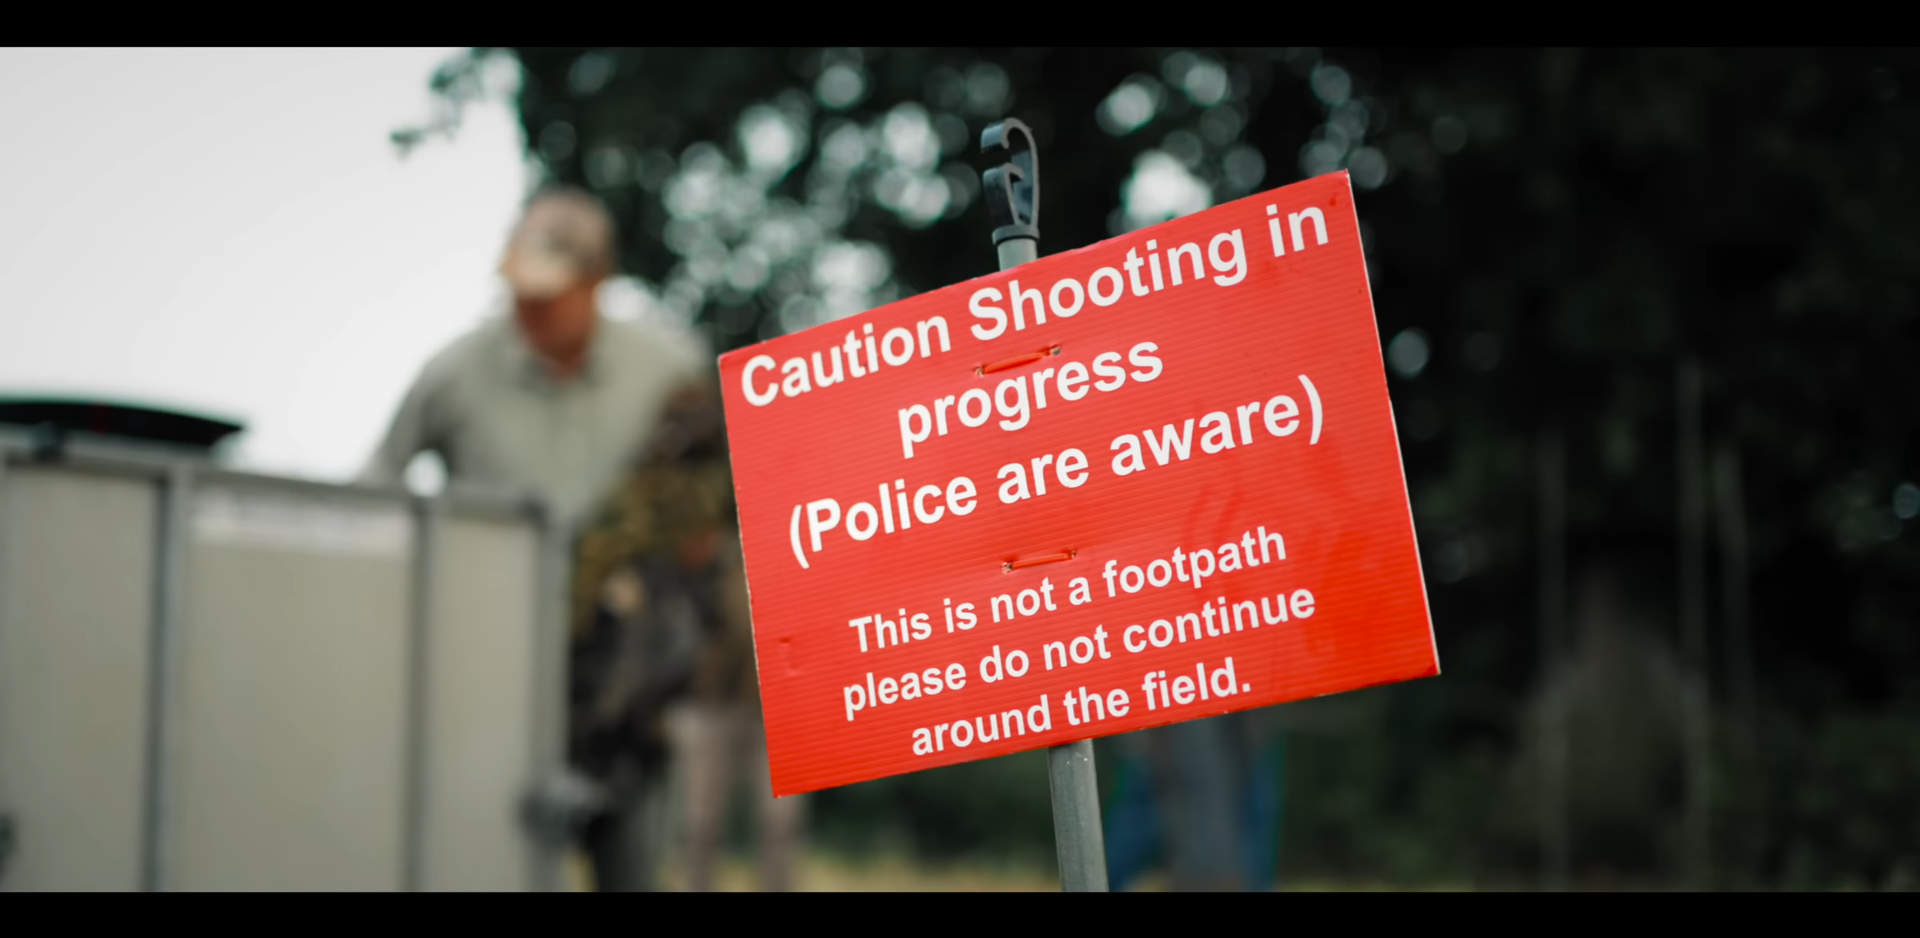 Caution Shooting in
progress
(Police are aware)
This is not a footpath
please do not continue
around the field.